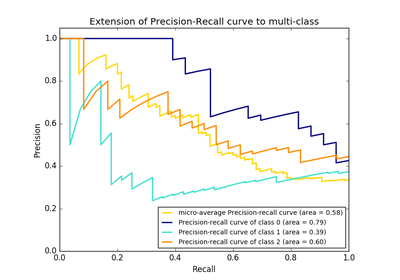 Extension of Precision-Recall curve to multi-class
1.0
0.8
0.6
0.4
0.2
0.0
Precision
0.0 0.2 0.4 0.6 0.8 1.0
Recall
micro-average Precision-recall curve (area = 0.58)
Precision-recall curve of class 0 (area = 0.79)
Precision-recall curve of class 1 (area = 0.39)
Precision-recall curve of class 2 (area = 0.60)